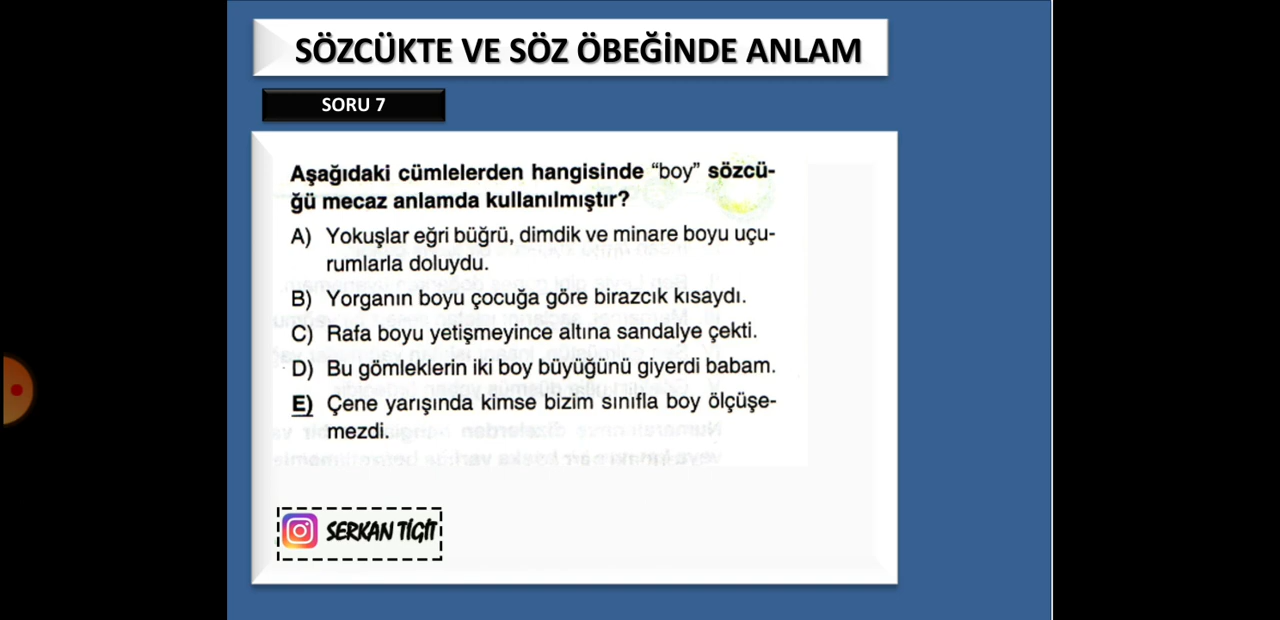 SÖZCÜKTE VE SÖZ ÖBEĞİNDE ANLAM
SORU 7
Aşağıdaki cümlelerden hangisinde “boy” sözcü-
ğü mecaz anlamda kullanılmıştır?
A) Yokuşlar eğri büğrü, dimdik ve minare boyu uçu-
rumlarla doluydu.
B) Yorganın boyu çocuğa göre birazcık kısaydı.
C) Rafa boyu yetişmeyince altına sandalye çekti.
D) Bu gömleklerin iki boy büyüğünü giyerdi babam.
E) Çene yarışında kimse bizim sınıfla boy ölçüşe-
mezdi.
SERKAN TİGİT